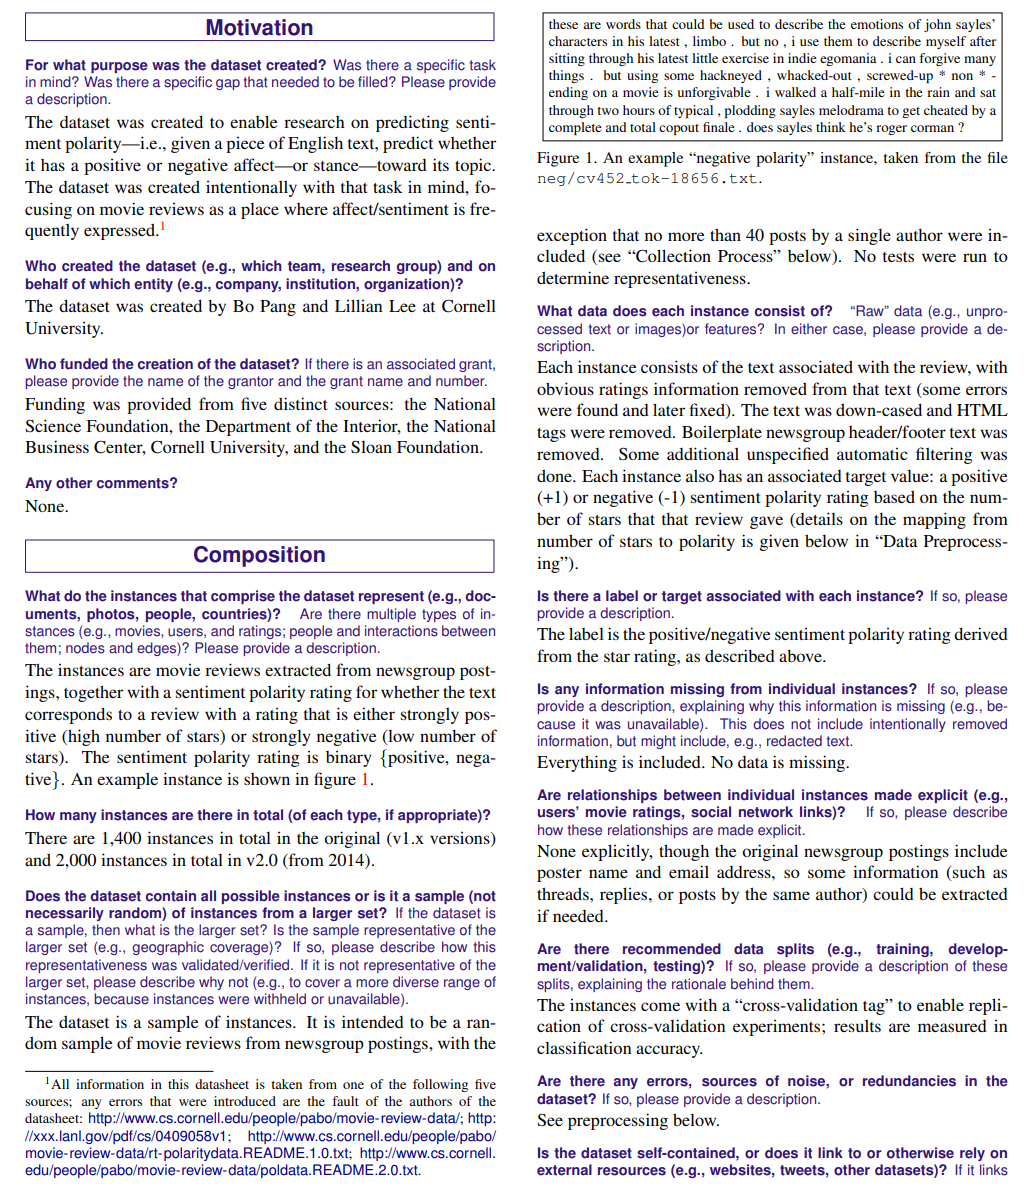 Motivation
For what purpose was the dataset created? Was there a specific task
in mind? Was there a specific gap that needed to be filled? Please provide
a description.
The dataset was created to enable research on predicting senti-
ment polarity—i.e., given a piece of English text, predict whether
it has a positive or negative affect—or stance—toward its topic.
The dataset was created intentionally with that task in mind, fo-
cusing on movie reviews as a place where affect/sentiment is fre-
quently expressed.1
Who created the dataset (e.g., which team, research group) and on
behalf of which entity (e.g., company, institution, organization)?
The dataset was created by Bo Pang and Lillian Lee at Cornell
University.
Who funded the creation of the dataset? If there is an associated grant,
please provide the name of the grantor and the grant name and number.
Funding was provided from five distinct sources: the National
Science Foundation, the Department of the Interior, the National
Business Center, Cornell University, and the Sloan Foundation.
Any other comments?
None.
Composition
What do the instances that comprise the dataset represent (e.g., doc-
uments, photos, people, countries)? Are there multiple types of in-
stances (e.g., movies, users, and ratings; people and interactions between
them; nodes and edges)? Please provide a description.
The instances are movie reviews extracted from newsgroup post-
ings, together with a sentiment polarity rating for whether the text
corresponds to a review with a rating that is either strongly pos-
itive (high number of stars) or strongly negative (low number of
stars). The sentiment polarity rating is binary {positive, nega-
tive}. An example instance is shown in figure 1.
How many instances are there in total (of each type, if appropriate)?
There are 1,400 instances in total in the original (v1.x versions)
and 2,000 instances in total in v2.0 (from 2014).
Does the dataset contain all possible instances or is it a sample (not
necessarily random) of instances from a larger set? If the dataset is
a sample, then what is the larger set? Is the sample representative of the
larger set (e.g., geographic coverage)? If so, please describe how this
representativeness was validated/verified. If it is not representative of the
larger set, please describe why not (e.g., to cover a more diverse range of
instances, because instances were withheld or unavailable).
The dataset is a sample of instances. It is intended to be a ran-
dom sample of movie reviews from newsgroup postings, with the
1All information in this datasheet is taken from one of the following five
sources; any errors that were introduced are the fault of the authors of the
datasheet: http://www.cs.cornell.edu/people/pabo/movie-review-data/; http:
//xxx.lanl.gov/pdf/cs/0409058v1; http://www.cs.cornell.edu/people/pabo/
movie-review-data/rt-polaritydata.README.1.0.txt; http://www.cs.cornell.
edu/people/pabo/movie-review-data/poldata.README.2.0.txt.
these are words that could be used to describe the emotions of john sayles'
characters in his latest , limbo . but no , i use them to describe myself after
sitting through his latest little exercise in indie egomania . i can forgive many
things . but using some hackneyed , whacked-out , screwed-up * non * -
ending on a movie is unforgivable . i walked a half-mile in the rain and sat
through two hours of typical , plodding sayles melodrama to get cheated by a
complete and total copout finale . does sayles think he's roger corman ?
Figure 1. An example “negative polarity” instance, taken from the file
neg/cv452_tok-18656.txt.
exception that no more than 40 posts by a single author were in-
cluded (see “Collection Process” below). No tests were run to
determine representativeness.
What data does each instance consist of? “Raw” data (e.g., unpro-
cessed text or images)or features? In either case, please provide a de-
scription.
Each instance consists of the text associated with the review, with
obvious ratings information removed from that text (some errors
were found and later fixed). The text was down-cased and HTML
tags were removed. Boilerplate newsgroup header/footer text was
removed. Some additional unspecified automatic filtering was
done. Each instance also has an associated target value: a positive
(+1) or negative (-1) sentiment polarity rating based on the num-
ber of stars that that review gave (details on the mapping from
number of stars to polarity is given below in “Data Preprocess-
ing”).
Is there a label or target associated with each instance? If so, please
provide a description.
The label is the positive/negative sentiment polarity rating derived
from the star rating, as described above.
Is any information missing from individual instances? If so, please
provide a description, explaining why this information is missing (e.g., be-
cause it was unavailable). This does not include intentionally removed
information, but might include, e.g., redacted text.
Everything is included. No data is missing.
Are relationships between individual instances made explicit (e.g.,
users' movie ratings, social network links)? If so, please describe
how these relationships are made explicit.
None explicitly, though the original newsgroup postings include
poster name and email address, so some information (such as
threads, replies, or posts by the same author) could be extracted
if needed.
Are there recommended data splits (e.g., training, develop-
ment/validation, testing)? If so, please provide a description of these
splits, explaining the rationale behind them.
The instances come with a “cross-validation tag” to enable repli-
cation of cross-validation experiments; results are measured in
classification accuracy.
Are there any errors, sources of noise, or redundancies in the
dataset? If so, please provide a description.
See preprocessing below.
Is the dataset self-contained, or does it link to or otherwise rely on
external resources (e.g., websites, tweets, other datasets)? If it links